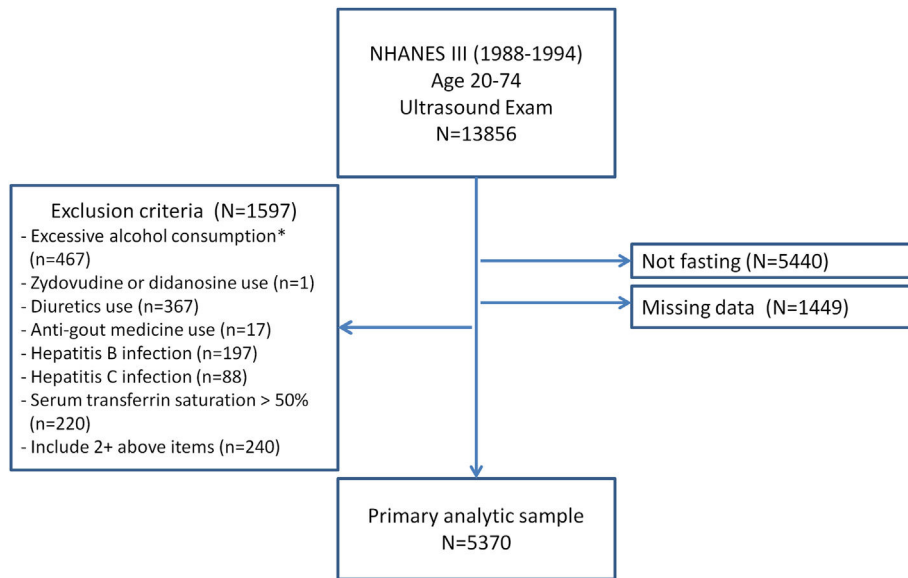 NHANES III (1988-1994)
Age 20-74
Ultrasound Exam
N=13856
Exclusion criteria (N=1597)
- Excessive alcohol consumption*
(n=467)
- Zydovudine or didanosine use (n=1)
- Diuretics use (n=367)
- Anti-gout medicine use (n=17)
- Hepatitis B infection (n=197)
- Hepatitis C infection (n=88)
- Serum transferrin saturation > 50%
(n=220)
- Include 2+ above items (n=240)
Not fasting (N=5440)
Missing data (N=1449)
Primary analytic sample
N=5370